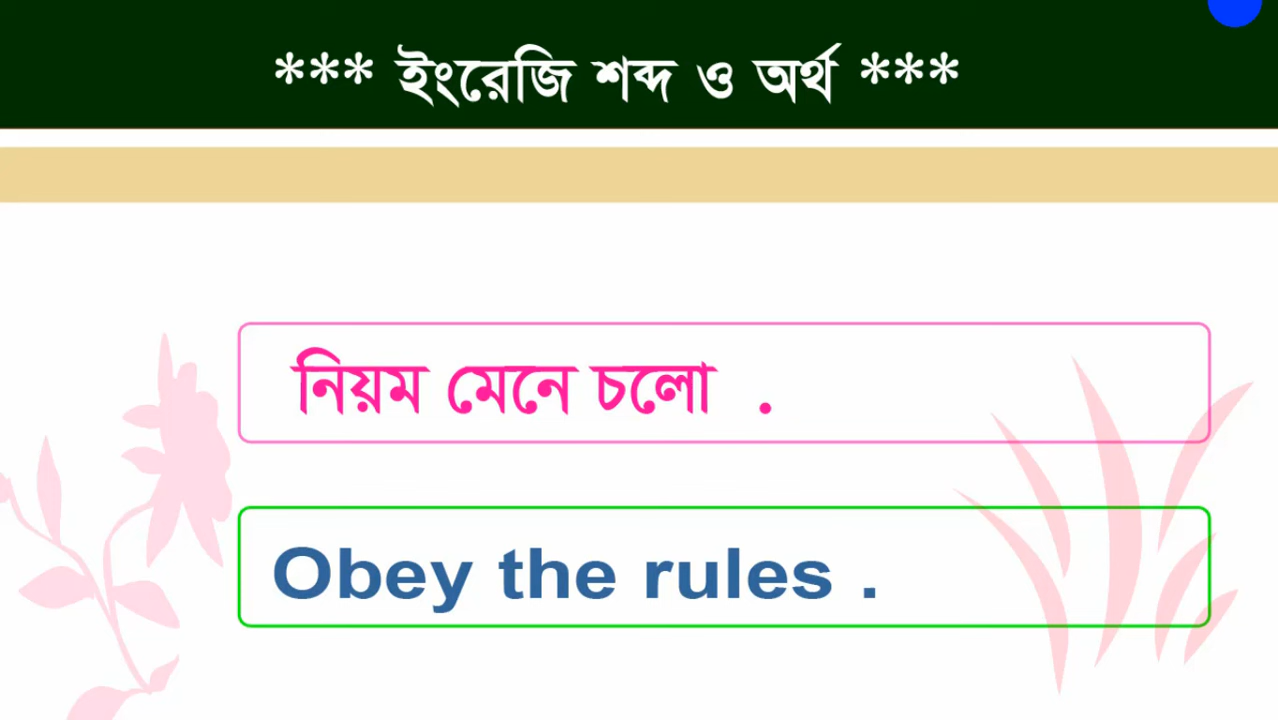 *** ইংরেজি শব্দ ও অর্থ ***
নিয়ম মেনে চলো .
Obey the rules .